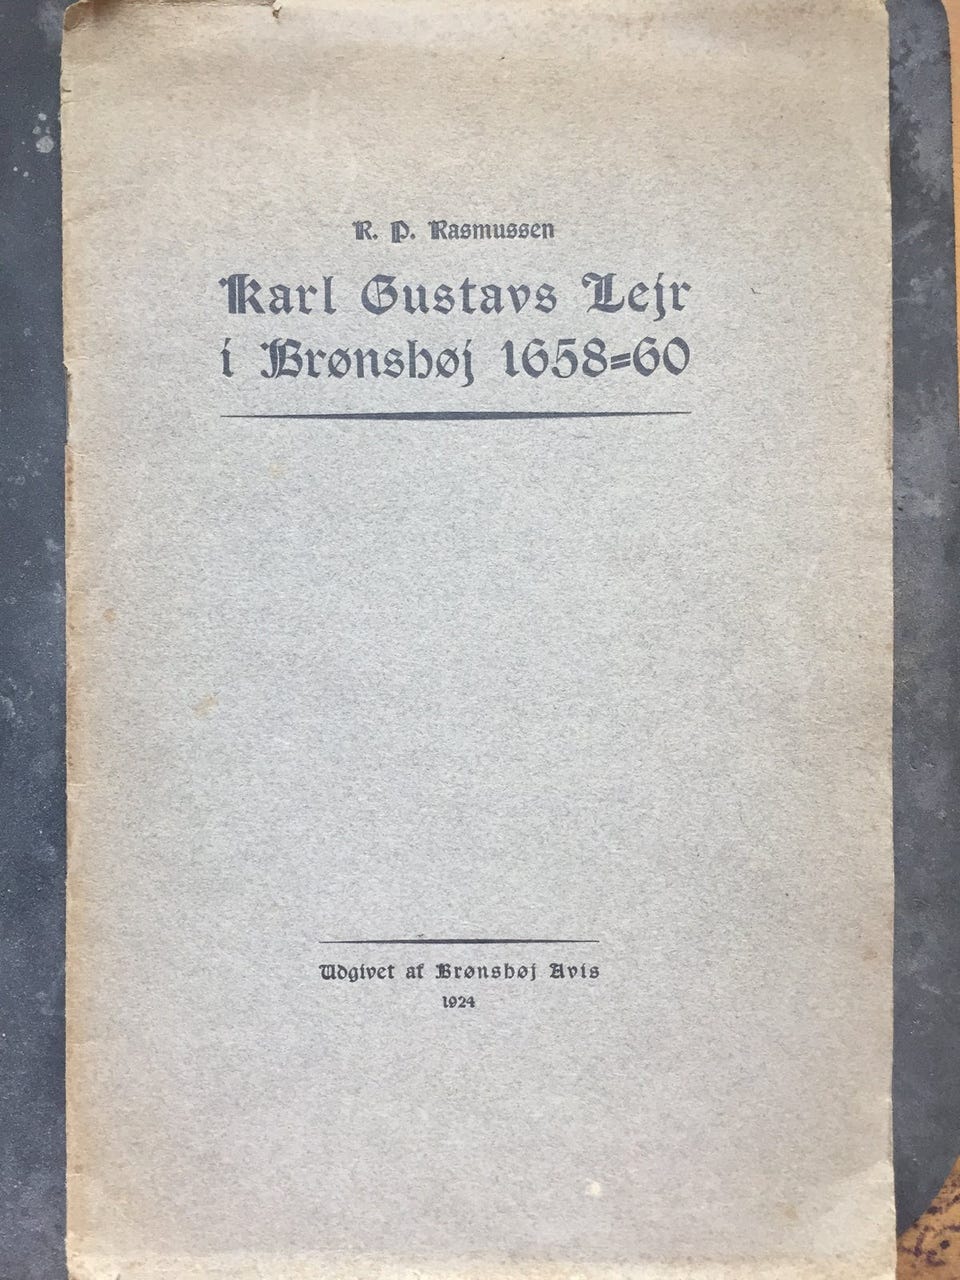 R. P. Rasmussen
Karl Gustavs Lejr
i Brønshøj 1658=60
Udgivet af Brønshøj Avis
1924